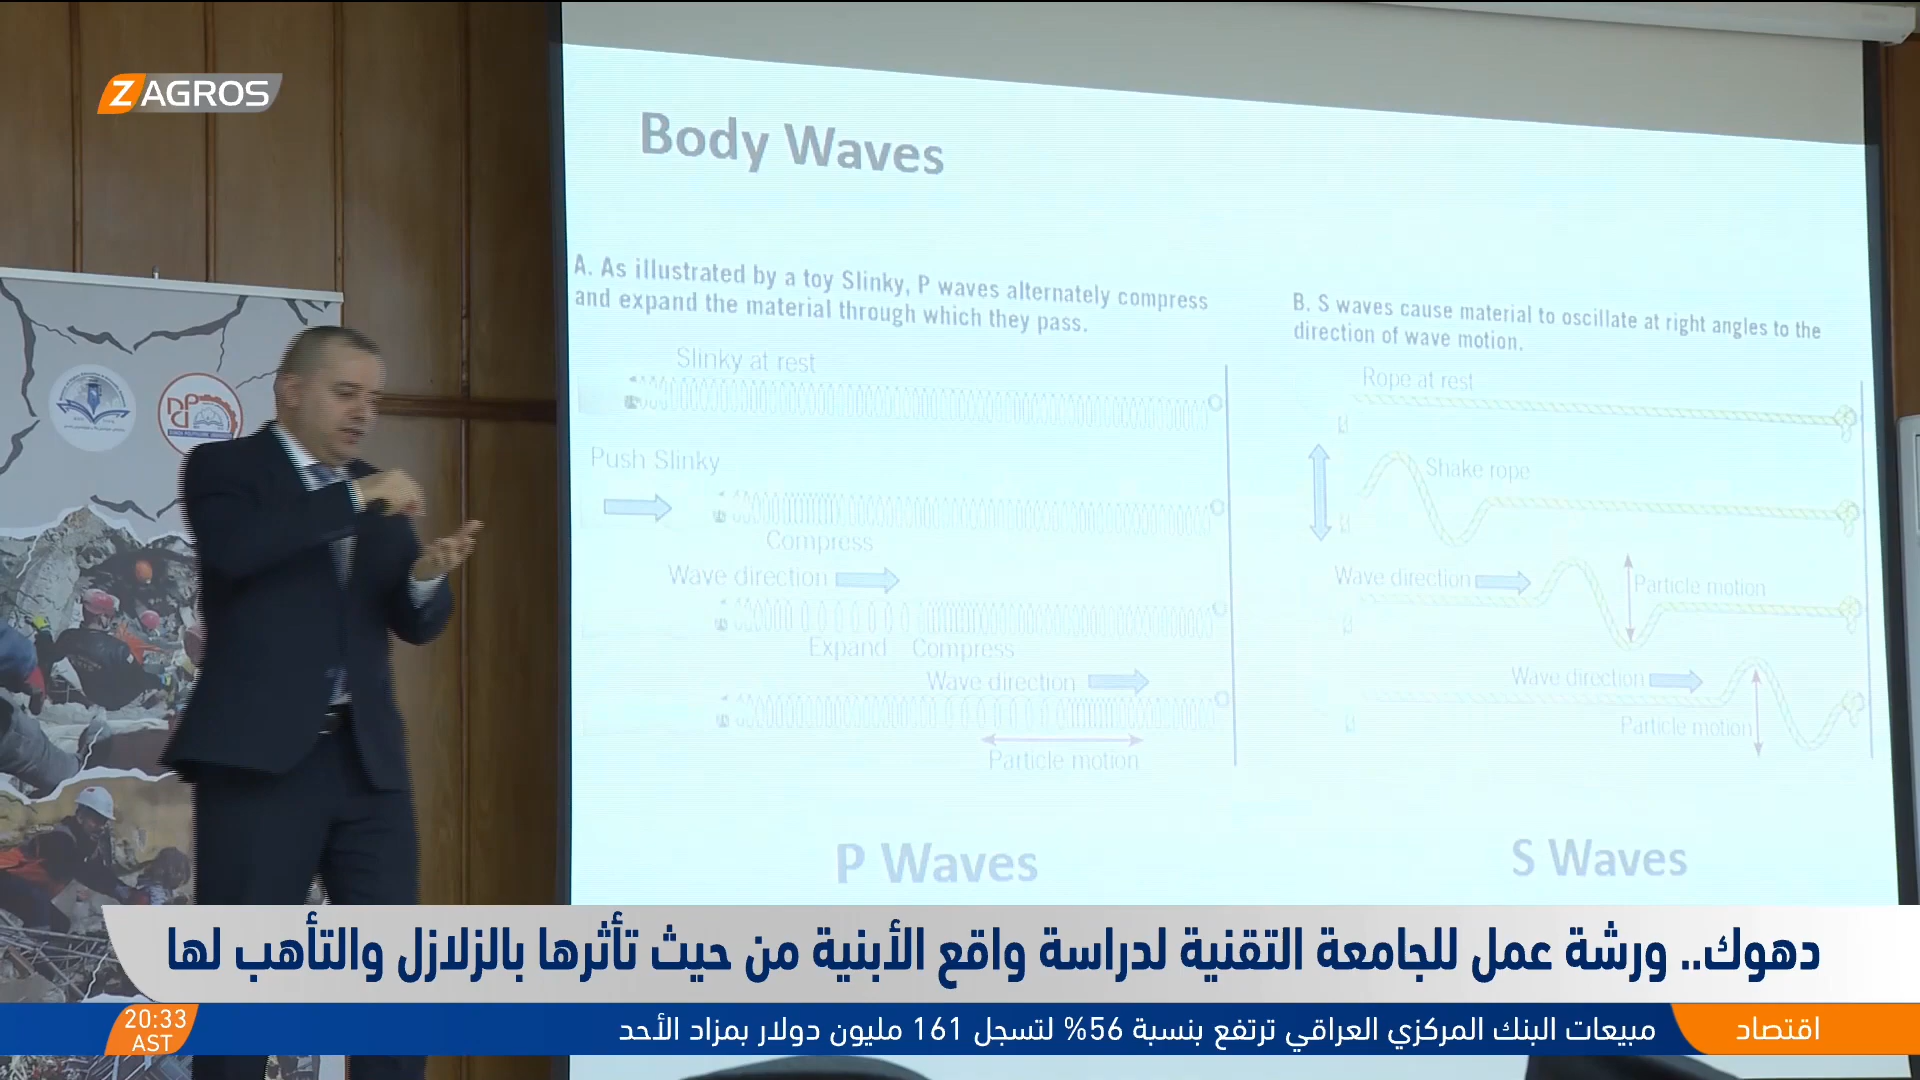 ZAGROS
Body Waves
A. As illustrated by a toy Slinky, P waves alternately compress
and expand the material through which they pass.
Slinky at rest
Push Slinky
Compress
Wave direction
Expand Compress
Wave direction
Particle motion
P Waves
B. S waves cause material to oscillate at right angles to the
direction of wave motion.
Rope at rest
Shake rope
Wave direction
Particle motion
Wave direction
Particle motion
S Waves
دهوك.. ورشة عمل للجامعة التقنية لدراسة واقع الأبنية من حيث تأثرها بالزلازل والتأهب لها
اقتصاد
مبيعات البنك المركزي العراقي ترتفع بنسبة 56% لتسجل 161 مليون دولار بمزاد الأحد
20:33
AST